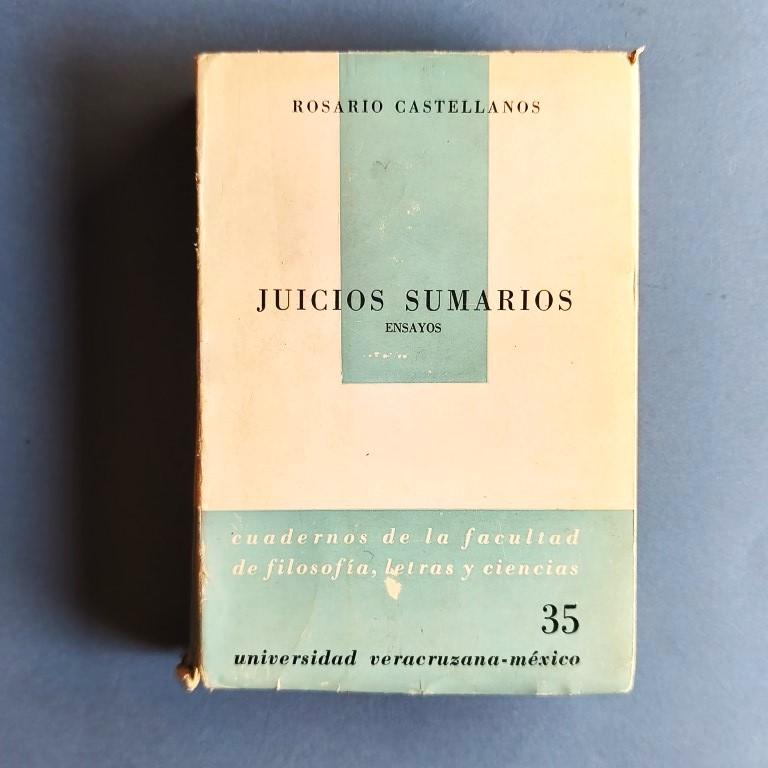 ROSARIO CASTELLANOS
JUICIOS SUMARIOS
ENSAYOS
cuadernos de la facultad
de filosofía, letras y ciencias
35
universidad veracruzana-méxico